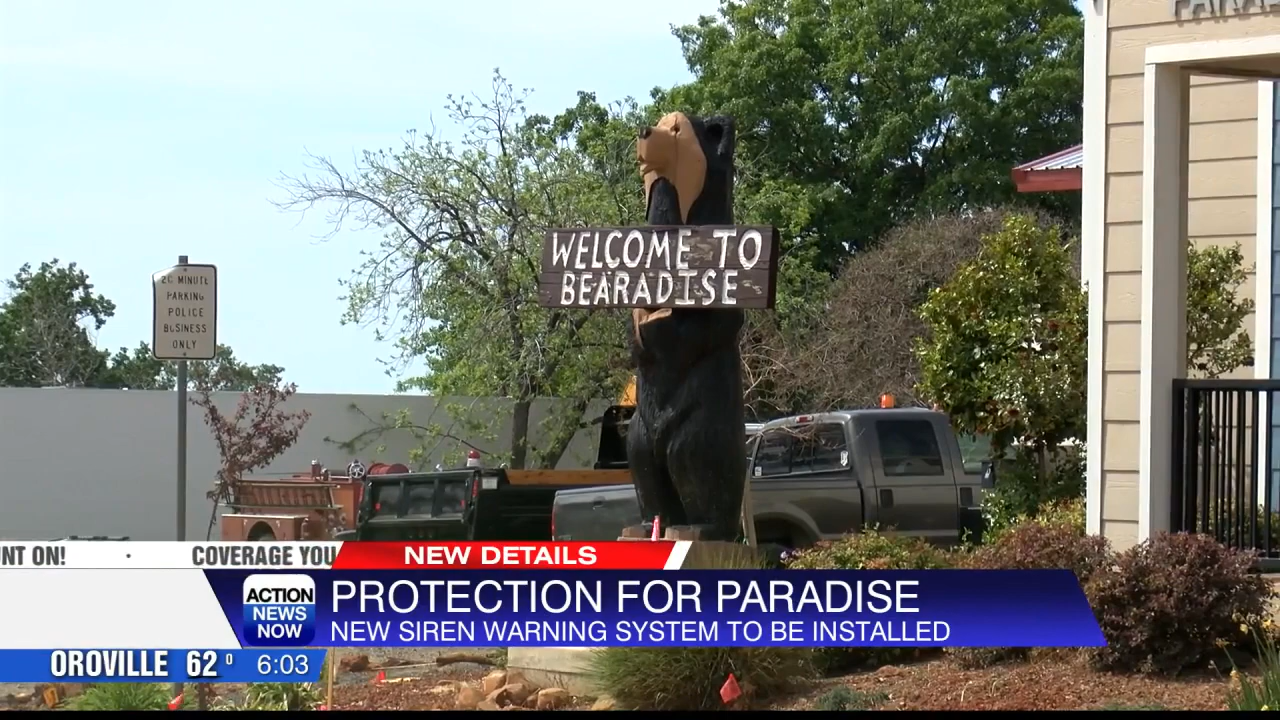 PARAD
WELCOME TO
BEARADISE
20 MINUTE
PARKING
POLICE
BUSINESS
ONLY
NT ON! · COVERAGE YOU
NEW DETAILS
ACTION
NEWS
NOW
PROTECTION FOR PARADISE
NEW SIREN WARNING SYSTEM TO BE INSTALLED
OROVILLE 62° 6:03